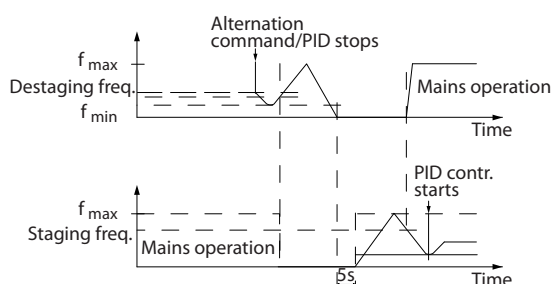 Alternation
command/PID stops
f max
Destaging freq.
f min
Mains operation
Time
PID contr.
starts
f max
Staging freq.
Mains operation
5s
Time